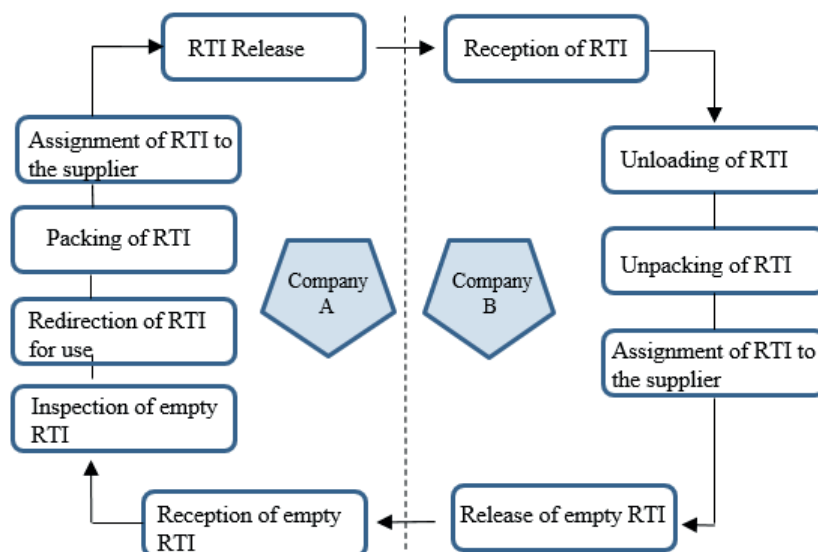 RTI Release
Reception of RTI
Assignment of RTI to
the supplier
Unloading of RTI
Packing of RTI
Unpacking of RTI
Company
A
Company
B
Redirection of RTI
for use
Assignment of RTI to
the supplier
Inspection of empty
RTI
Reception of empty
RTI
Release of empty RTI